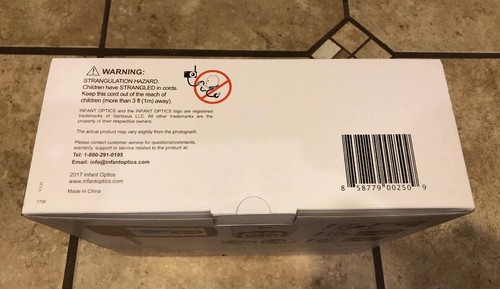 WARNING:
STRANGULATION HAZARD.
Children have STRANGLED in cords.
Keep this cord out of the reach of
children (more than 3 ft (1m) away).
INFANT OPTICS and the INFANT OPTICS logo are registered
trademarks of Genexus LLC. All other trademarks are the
property of their respective owners.
The actual product may vary slightly from the photograph.
Please contact customer service for questions/comments,
warranty, support or service related to the product at:
Tel: 1-800-291-0195
Email: info@infantoptics.com
2017 Infant Optics
www.infantoptics.com
Made in China
8 58779 00250 9